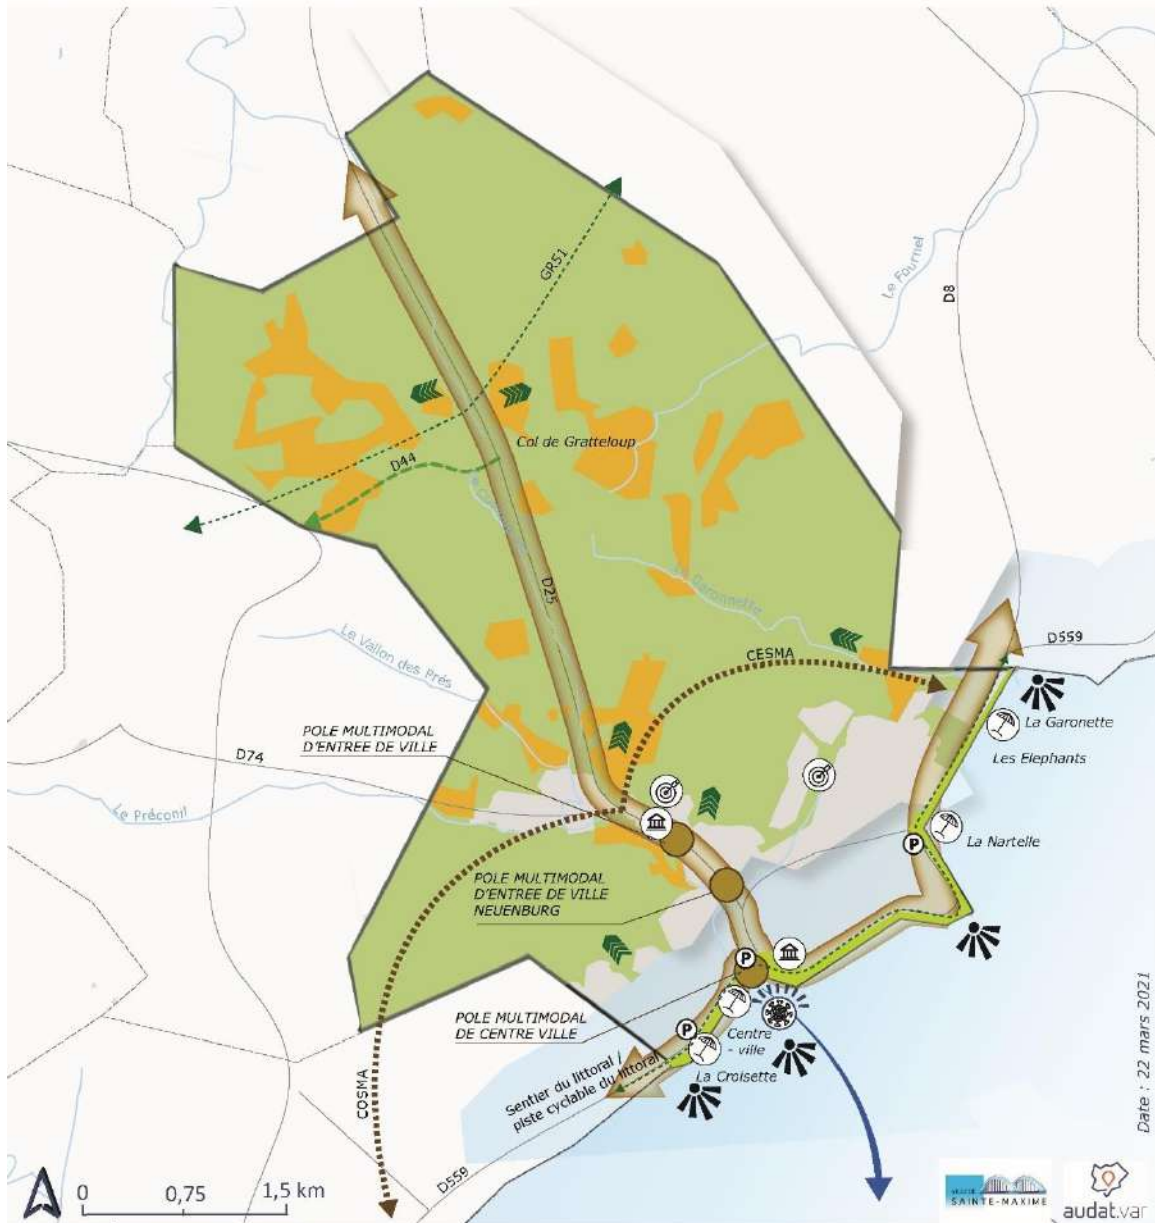 GR51
Le Fournel
D8
Col de Gratteloup
D44
D25
La Garonnette
Le Vallon des Prés
CESMA
D559
POLE MULTIMODAL
D'ENTREE DE VILLE
La Garonette
Les Elephants
D74
Le Préconil
La Nartelle
P
POLE MULTIMODAL
D'ENTREE DE VILLE
NEUENBURG
P
POLE MULTIMODAL
DE CENTRE VILLE
P
Centre
- ville
La Croisette
Sentier du littoral /
piste cyclable du littoral
COSMA
D559
Date : 22 mars 2021
0 0,75 1,5 km
SAINTE-MAXIME
audat.var